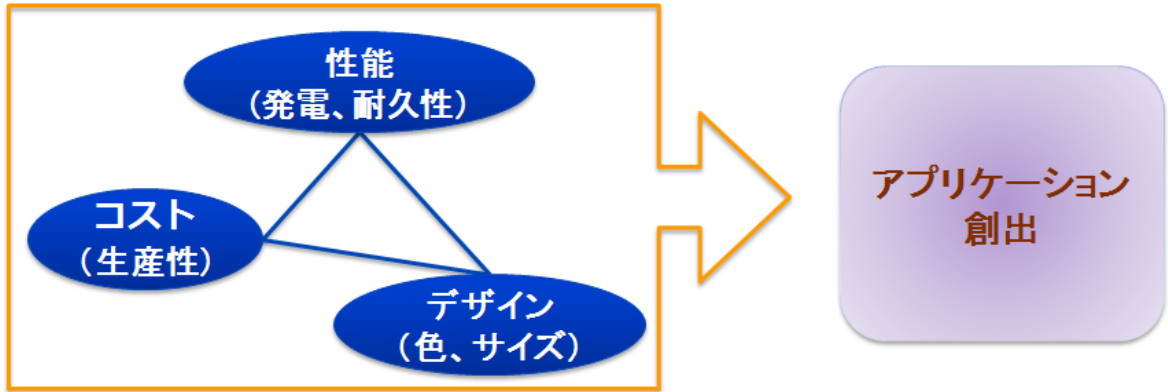 性能
(発電、耐久性)
コスト
(生産性)
デザイン
(色、サイズ)
アプリケーション
創出